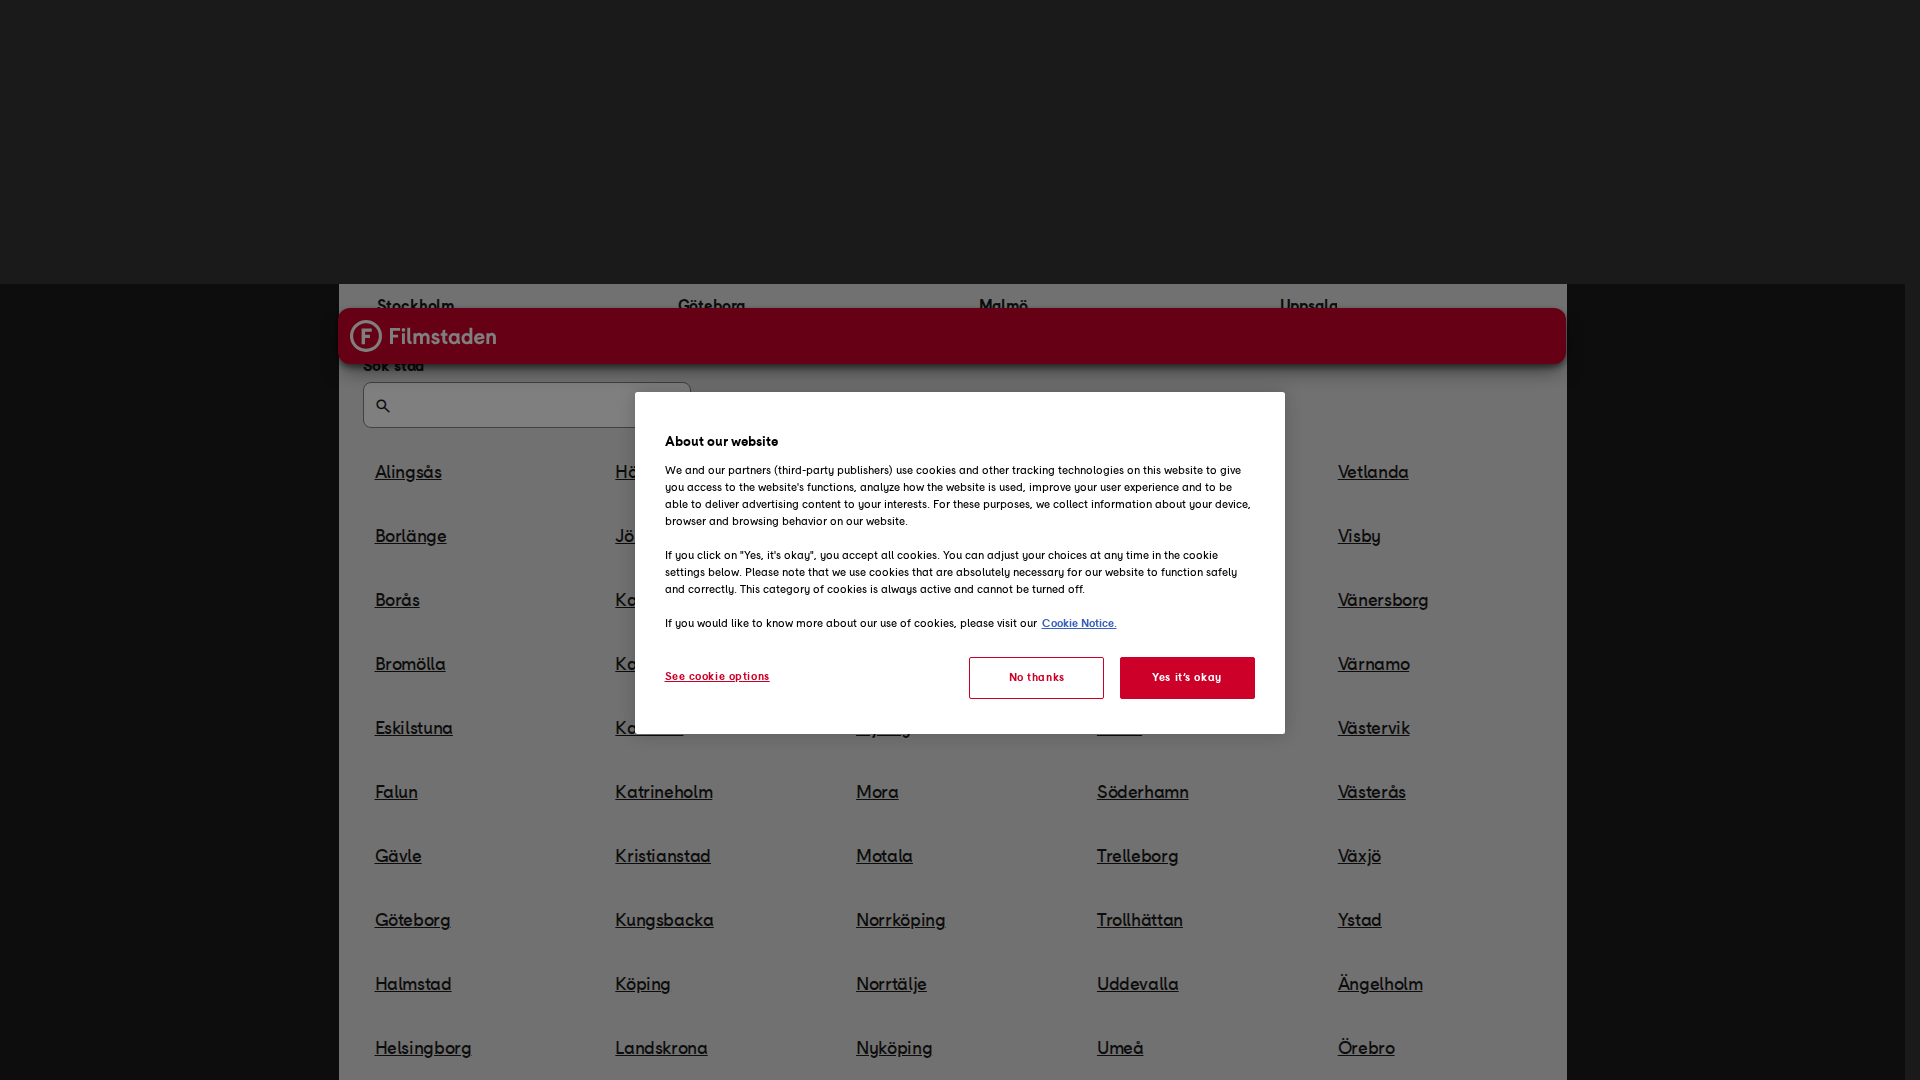 Stockholm Göteborg Malmö Uppsala
Filmstaden
Sök stad
About our website
We and our partners (third-party publishers) use cookies and other tracking technologies on this website to give
you access to the website's functions, analyze how the website is used, improve your user experience and to be
able to deliver advertising content to your interests. For these purposes, we collect information about your device,
browser and browsing behavior on our website.
If you click on "Yes, it's okay", you accept all cookies. You can adjust your choices at any time in the cookie
settings below. Please note that we use cookies that are absolutely necessary for our website to function safely
and correctly. This category of cookies is always active and cannot be turned off.
If you would like to know more about our use of cookies, please visit our Cookie Notice.
See cookie options No thanks Yes it's okay
Alingsås Vetlanda
Borlänge Visby
Borås Vänersborg
Bromölla Värnamo
Eskilstuna Västervik
Falun Katrineholm Mora Söderhamn Västerås
Gävle Kristianstad Motala Trelleborg Växjö
Göteborg Kungsbacka Norrköping Trollhättan Ystad
Halmstad Köping Norrtälje Uddevalla Ängelholm
Helsingborg Landskrona Nyköping Umeå Örebro